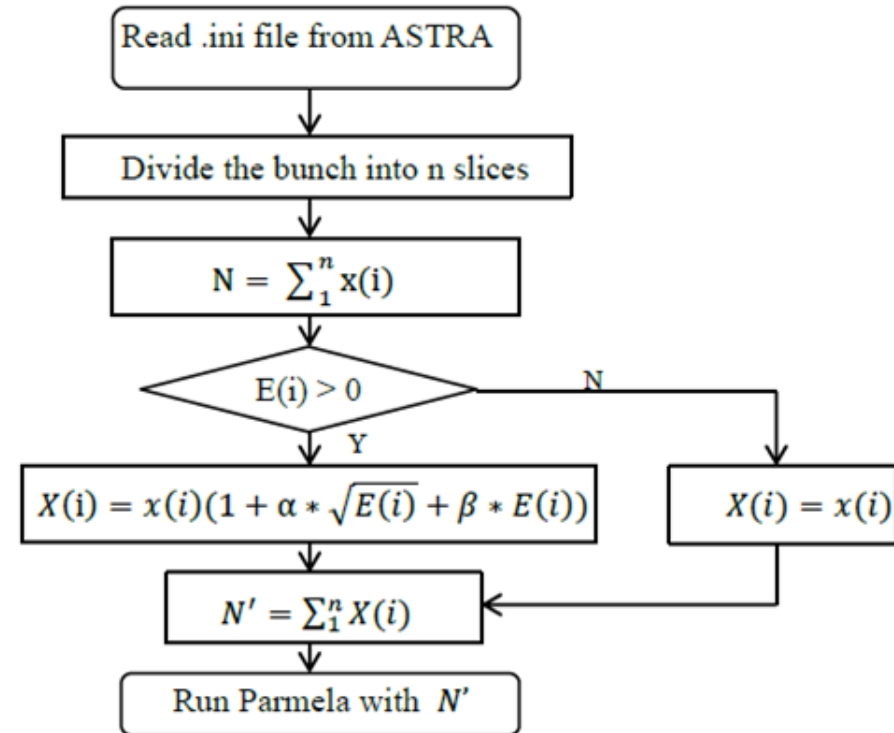 Read .ini file from ASTRA
Divide the bunch into n slices
N = ∑₁ⁿ x(i)
E(i) > 0
N
Y
X(i) = x(i)(1 + α ∗ √E(i) + β ∗ E(i))
X(i) = x(i)
N′ = ∑₁ⁿ X(i)
Run Parmela with N’